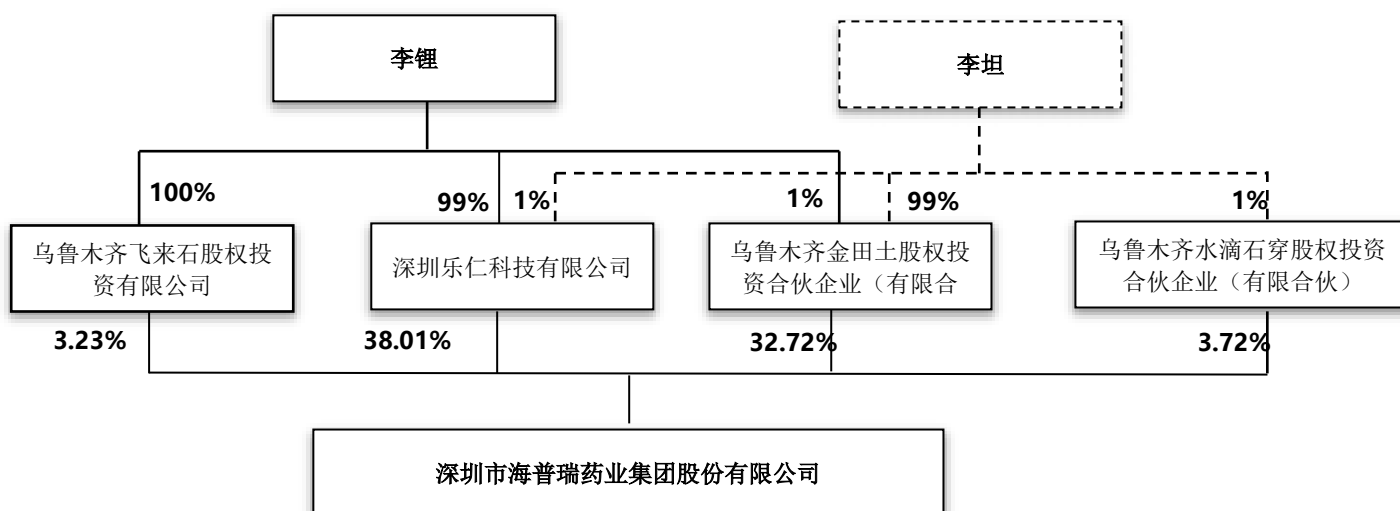 李锂
李坦
100%
99%
1%
1%
99%
1%
乌鲁木齐飞来石股权投
资有限公司
深圳乐仁科技有限公司
乌鲁木齐金田土股权投
资合伙企业（有限合
乌鲁木齐水滴石穿股权投资
合伙企业（有限合伙）
3.23%
38.01%
32.72%
3.72%
深圳市海普瑞药业集团股份有限公司